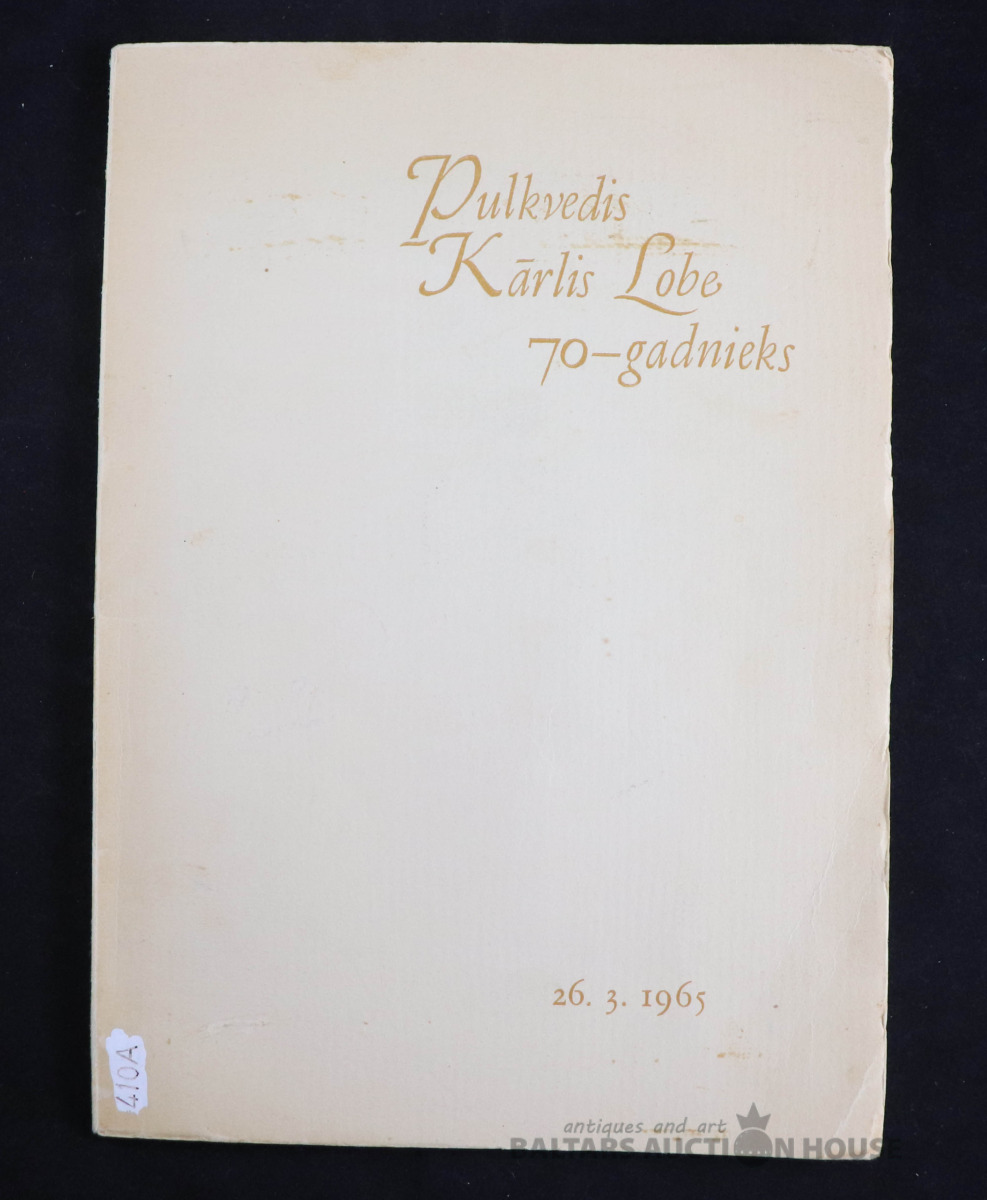 Pulkvedis
Kārlis Lobe
70-gadnieks
26. 3. 1965
410A
antiques and art
BALTARS AUCTION HOUSE